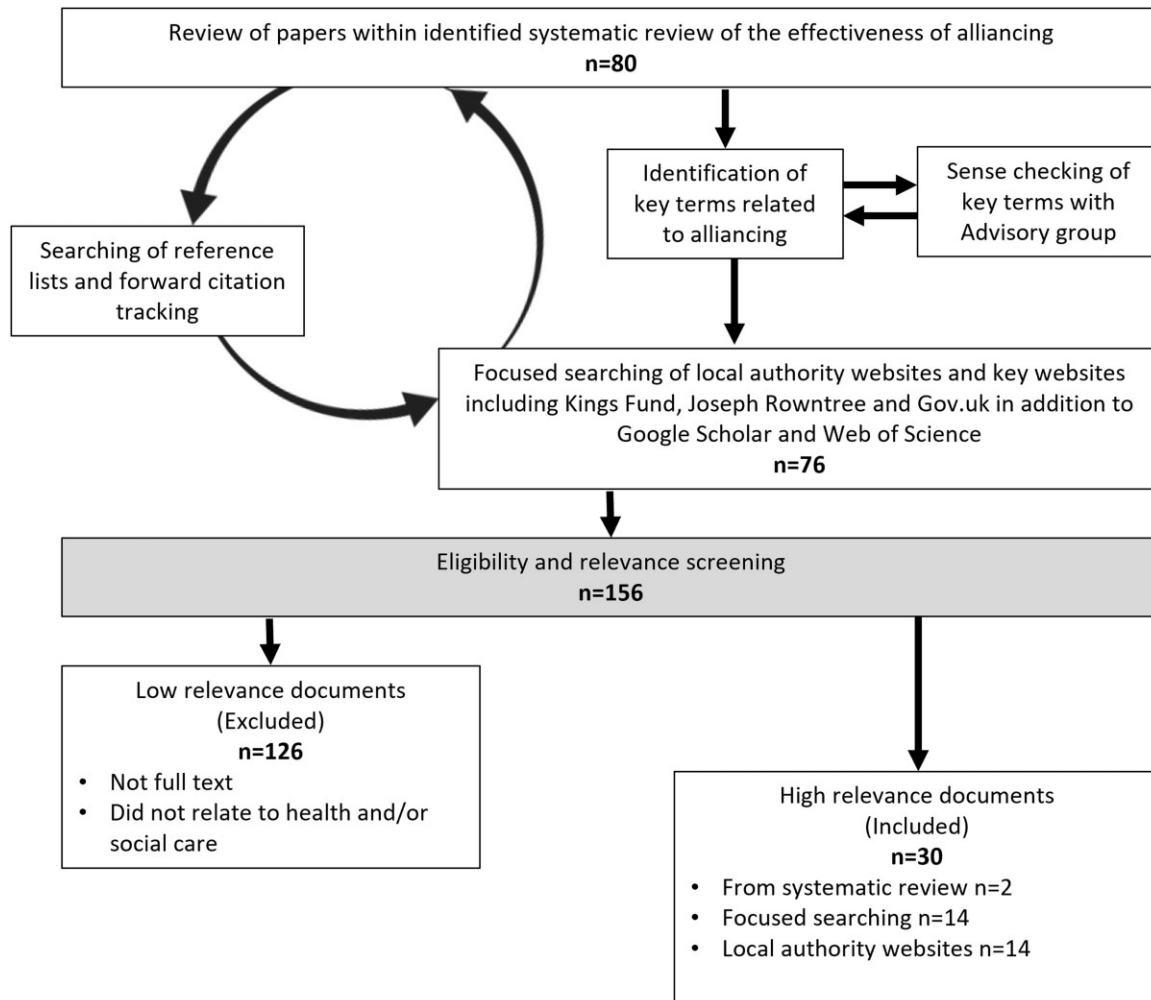 Review of papers within identified systematic review of the effectiveness of alliancing
n=80
Identification of
key terms related
to alliancing
Sense checking of
key terms with
Advisory group
Searching of reference
lists and forward citation
tracking
Focused searching of local authority websites and key websites
including Kings Fund, Joseph Rowntree and Gov.uk in addition to
Google Scholar and Web of Science
n=76
Eligibility and relevance screening
n=156
Low relevance documents
(Excluded)
n=126
• Not full text
• Did not relate to health and/or
social care
High relevance documents
(Included)
n=30
• From systematic review n=2
• Focused searching n=14
• Local authority websites n=14